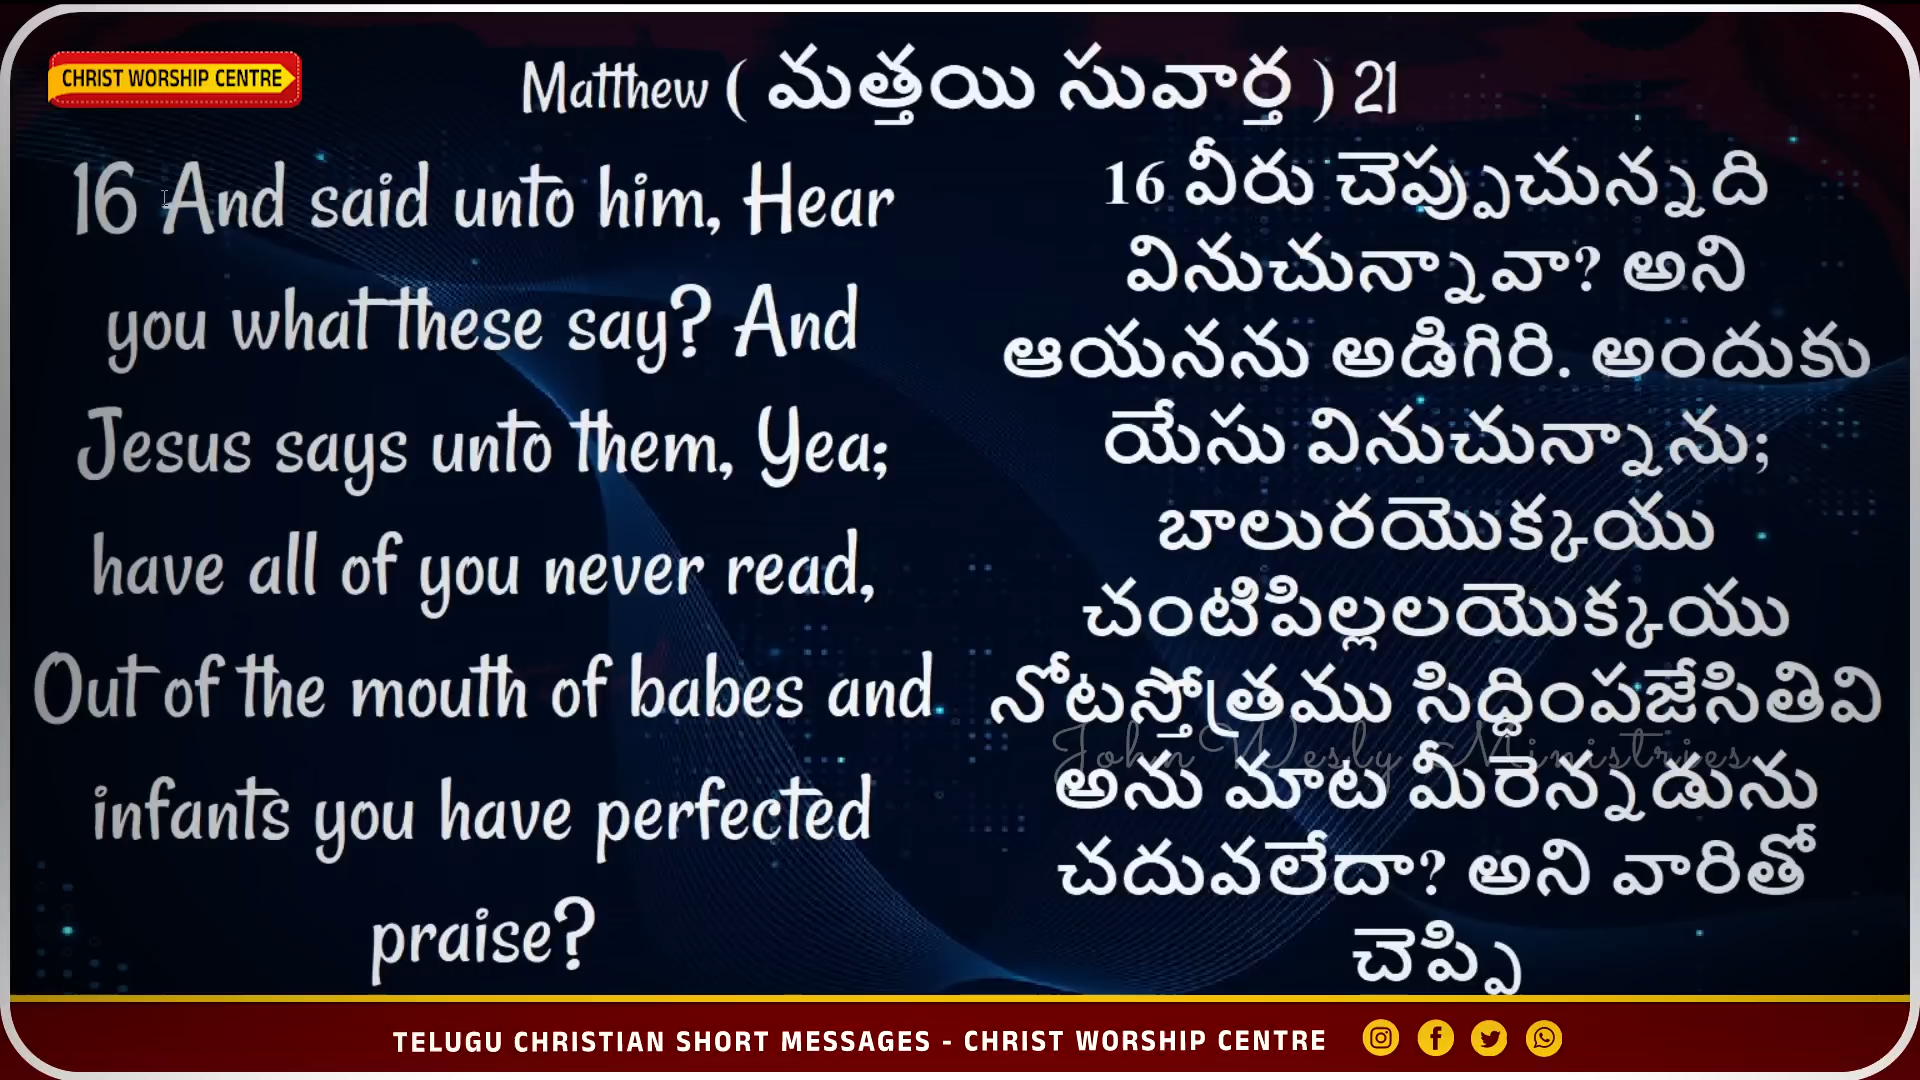 CHRIST WORSHIP CENTRE
Matthew ( మత్తయి సువార్త ) 21
16 And said unto him, Hear
you what these say? And
Jesus says unto them, Yea;
have all of you never read,
Out of the mouth of babes and
infants you have perfected
praise?
16 వీరు చెప్పుచున్నది
వినుచున్నావా? అని
ఆయనను అడిగిరి. అందుకు
యేసు వినుచున్నాను;
బాలురయొక్కయు
చంటిపిల్లలయొక్కయు
నోటస్తోత్రము సిద్ధింపజేసితివి
John Wesly Ministries
అను మాట మీరెన్నడును
చదువలేదా? అని వారితో
చెప్పి
TELUGU CHRISTIAN SHORT MESSAGES - CHRIST WORSHIP CENTRE